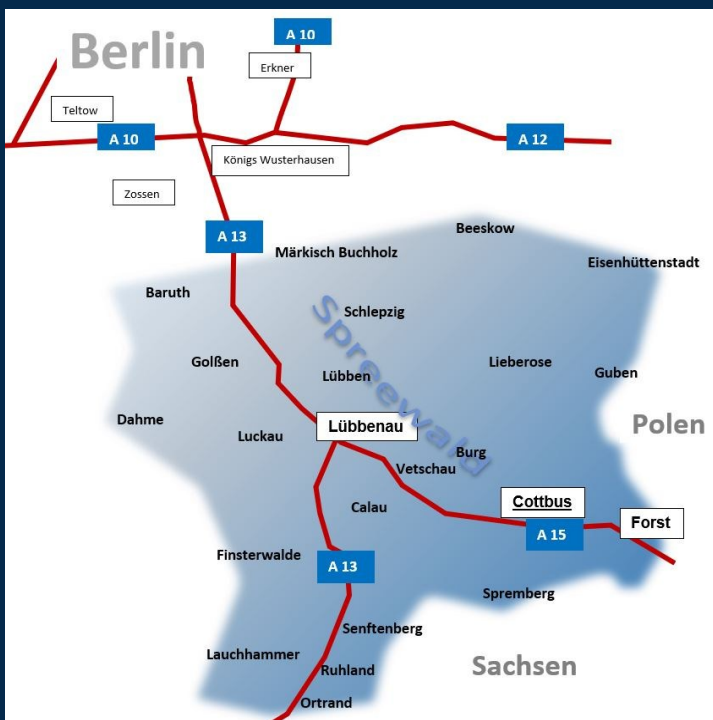 Berlin
A 10
Erkner
Teltow
A 10
A 12
Königs Wusterhausen
Zossen
A 13
Beeskow
Märkisch Buchholz
Eisenhüttenstadt
Baruth
Schlepzig
Spreewald
Golßen
Lübben
Lieberose
Guben
Dahme
Lübbenau
Polen
Luckau
Burg
Vetschau
Calau
Cottbus
Forst
A 15
Finsterwalde
A 13
Spremberg
Senftenberg
Lauchhammer
Sachsen
Ruhland
Ortrand